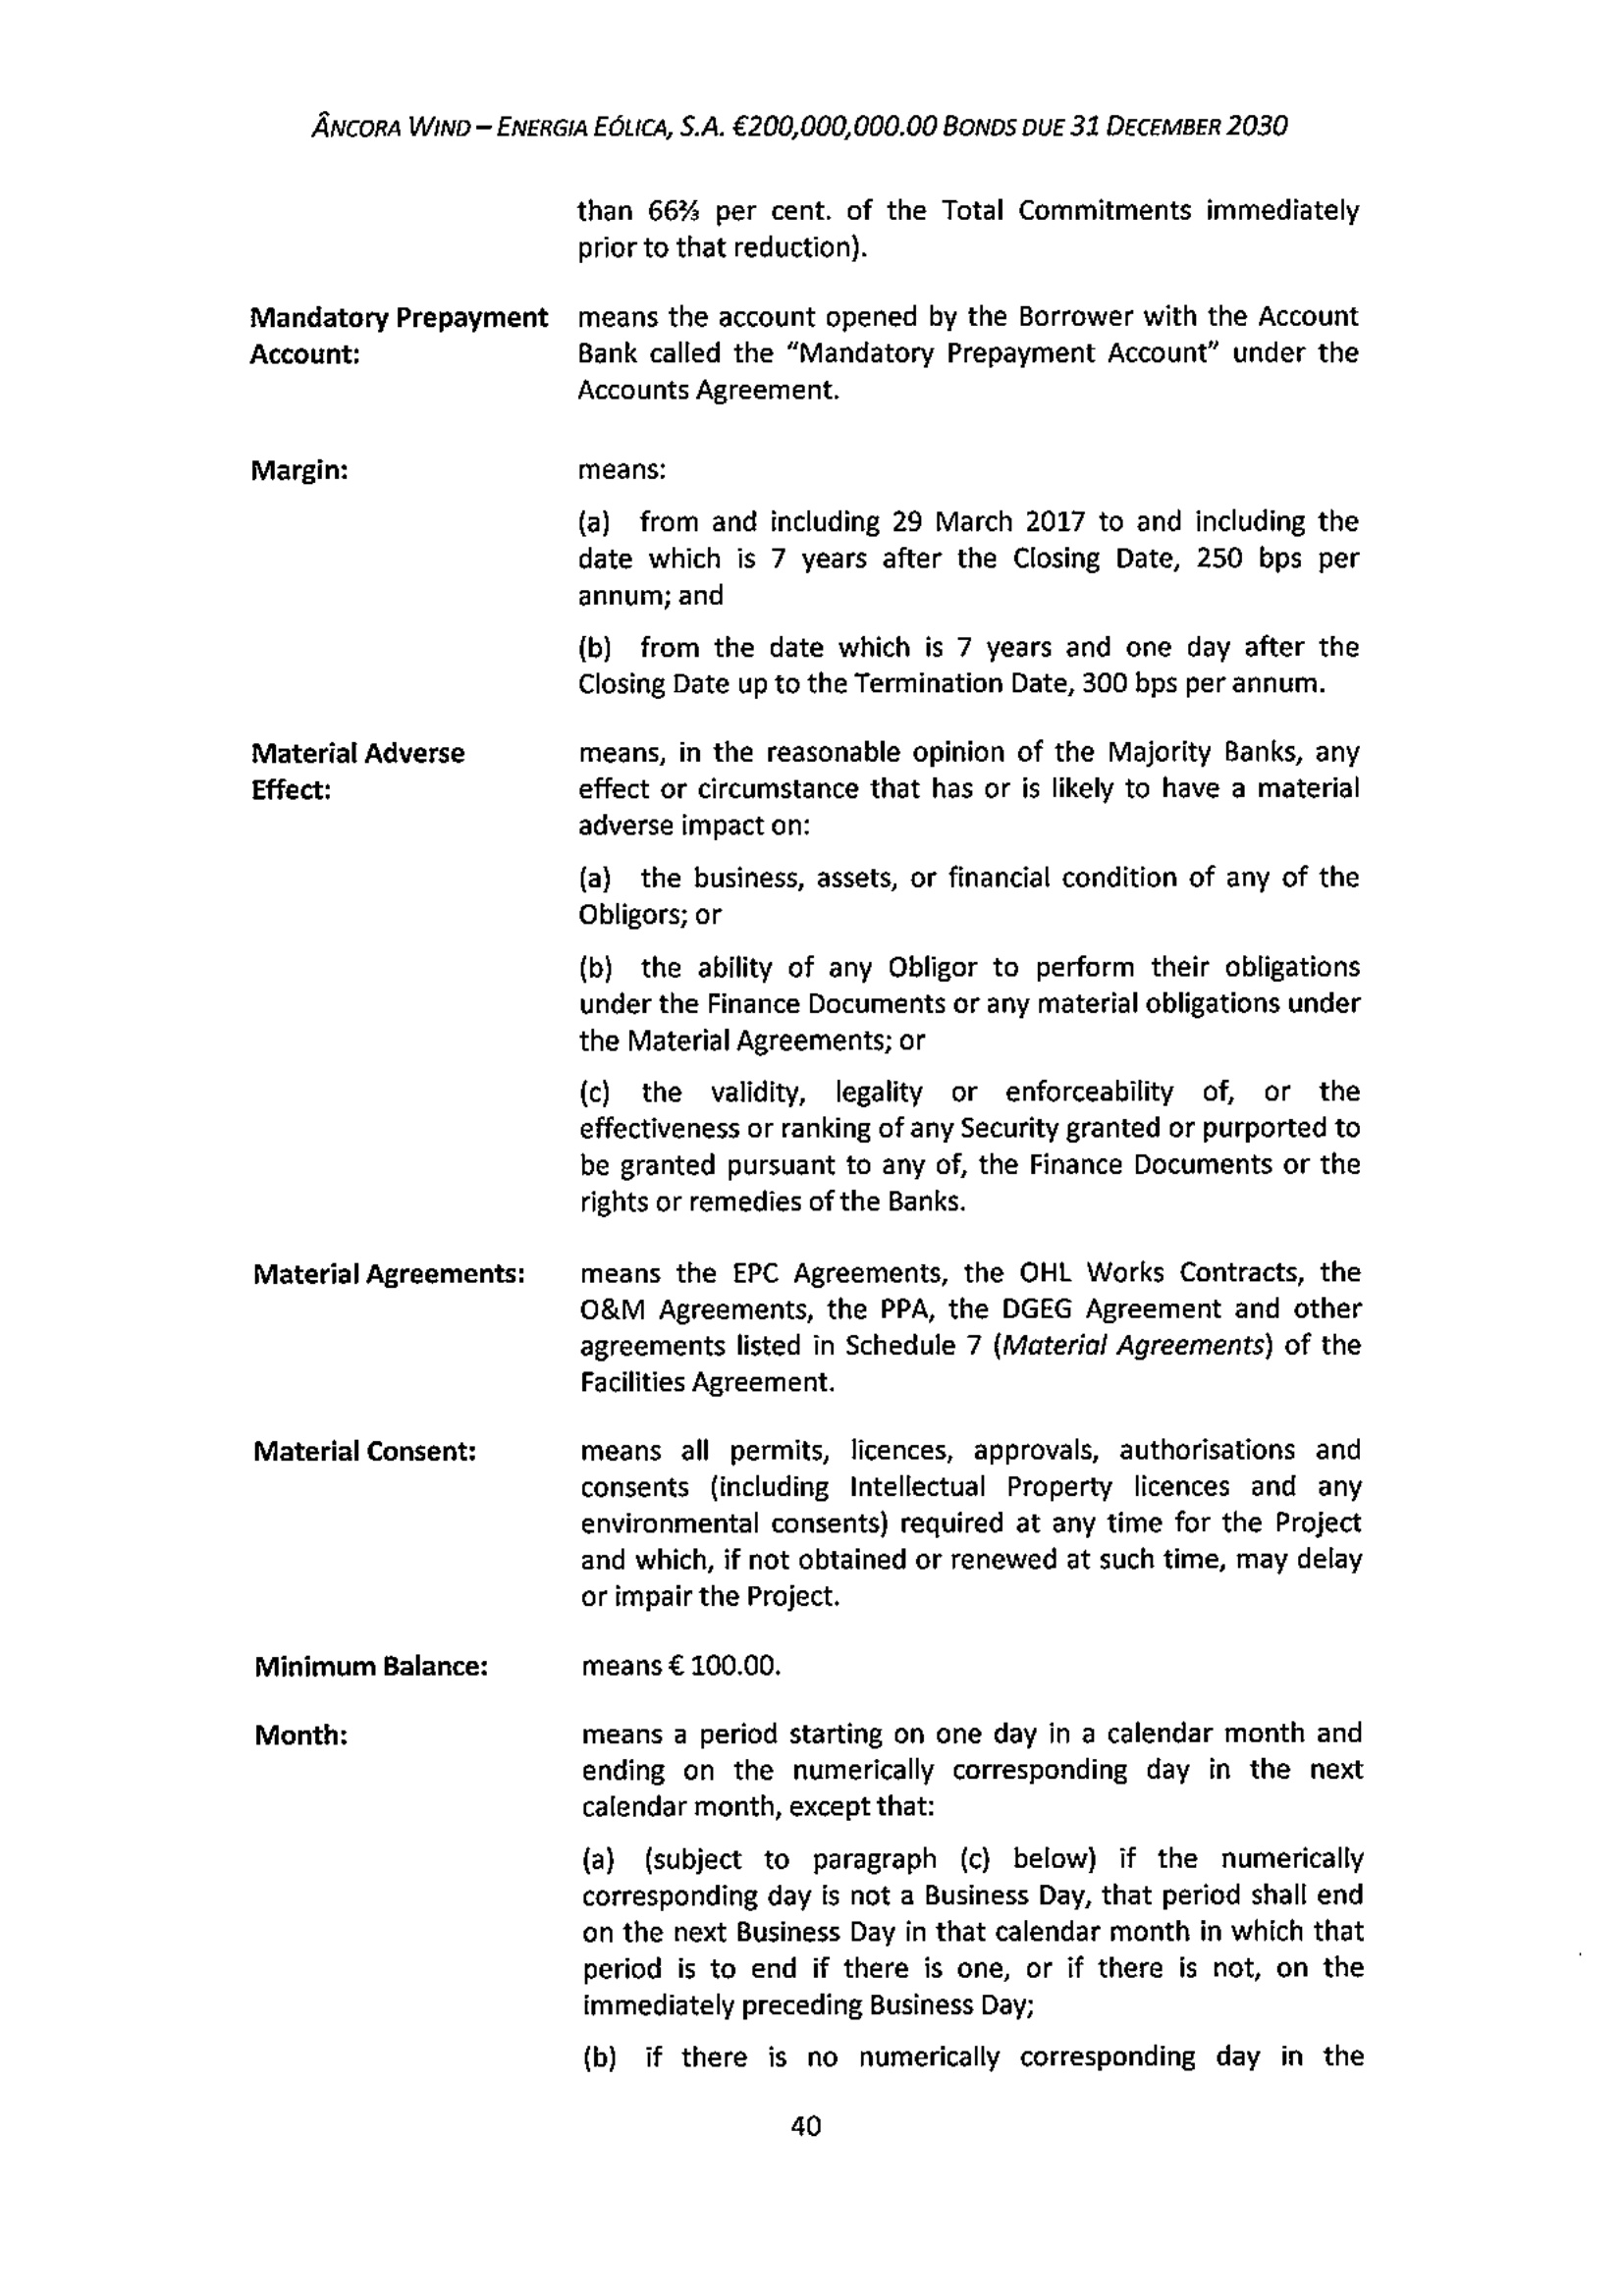 ÂNCORA WIND – ENERGIA EÓLICA, S.A. €200,000,000.00 BONDS DUE 31 DECEMBER 2030
than 66⅔ per cent. of the Total Commitments immediately
prior to that reduction).
Mandatory Prepayment Account:
means the account opened by the Borrower with the Account
Bank called the “Mandatory Prepayment Account” under the
Accounts Agreement.
Margin:
means:
(a) from and including 29 March 2017 to and including the
date which is 7 years after the Closing Date, 250 bps per
annum; and
(b) from the date which is 7 years and one day after the
Closing Date up to the Termination Date, 300 bps per annum.
Material Adverse
Effect:
means, in the reasonable opinion of the Majority Banks, any
effect or circumstance that has or is likely to have a material
adverse impact on:
(a) the business, assets, or financial condition of any of the
Obligors; or
(b) the ability of any Obligor to perform their obligations
under the Finance Documents or any material obligations under
the Material Agreements; or
(c) the validity, legality or enforceability of, or the
effectiveness or ranking of any Security granted or purported to
be granted pursuant to any of, the Finance Documents or the
rights or remedies of the Banks.
Material Agreements:
means the EPC Agreements, the OHL Works Contracts, the
O&M Agreements, the PPA, the DGEG Agreement and other
agreements listed in Schedule 7 (Material Agreements) of the
Facilities Agreement.
Material Consent:
means all permits, licences, approvals, authorisations and
consents (including Intellectual Property licences and any
environmental consents) required at any time for the Project
and which, if not obtained or renewed at such time, may delay
or impair the Project.
Minimum Balance:
means € 100.00.
Month:
means a period starting on one day in a calendar month and
ending on the numerically corresponding day in the next
calendar month, except that:
(a) (subject to paragraph (c) below) if the numerically
corresponding day is not a Business Day, that period shall end
on the next Business Day in that calendar month in which that
period is to end if there is one, or if there is not, on the
immediately preceding Business Day;
(b) if there is no numerically corresponding day in the
40